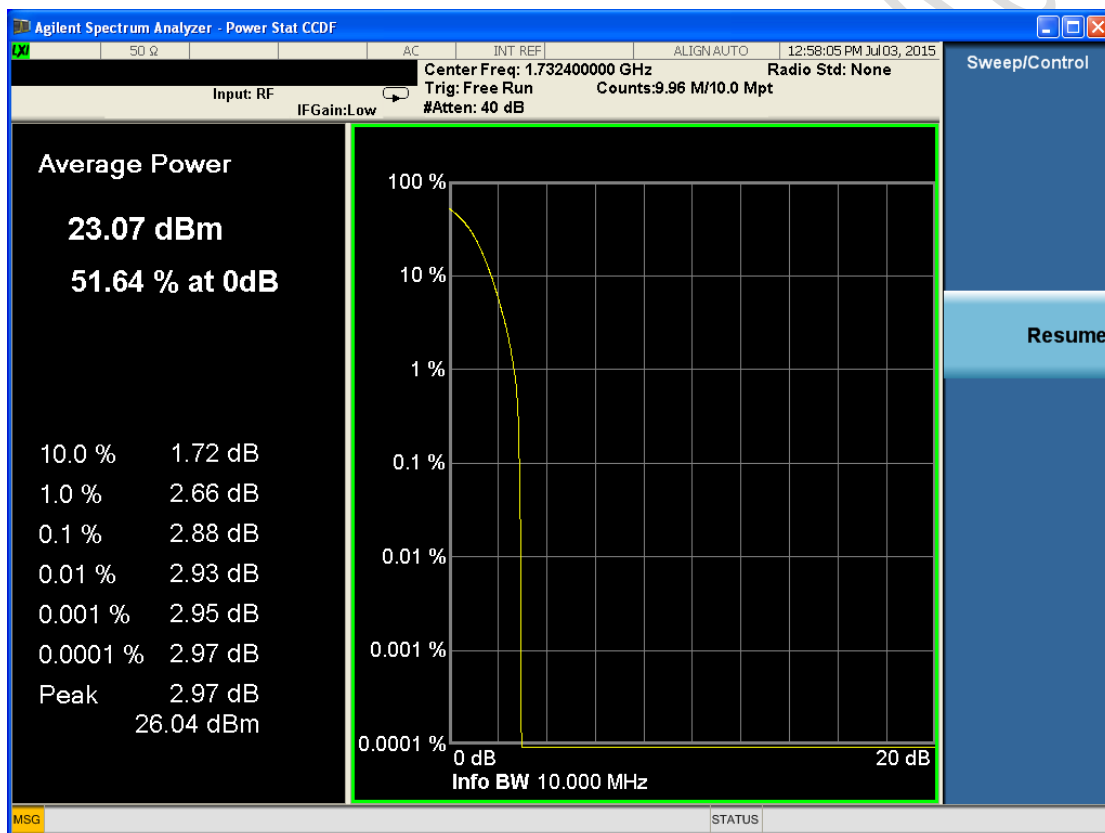 Agilent Spectrum Analyzer - Power Stat CCDF
LXI 50 Ω AC INT REF ALIGN AUTO 12:58:05 PM Jul 03, 2015
Center Freq: 1.732400000 GHz Radio Std: None
Input: RF Trig: Free Run Counts:9.96 M/10.0 Mpt
IFGain:Low #Atten: 40 dB
Sweep/Control
Resume
Average Power
23.07 dBm
51.64 % at 0dB
10.0 % 1.72 dB
1.0 % 2.66 dB
0.1 % 2.88 dB
0.01 % 2.93 dB
0.001 % 2.95 dB
0.0001 % 2.97 dB
Peak 2.97 dB
26.04 dBm
100 %
10 %
1 %
0.1 %
0.01 %
0.001 %
0.0001 %
0 dB 20 dB
Info BW 10.000 MHz
MSG STATUS